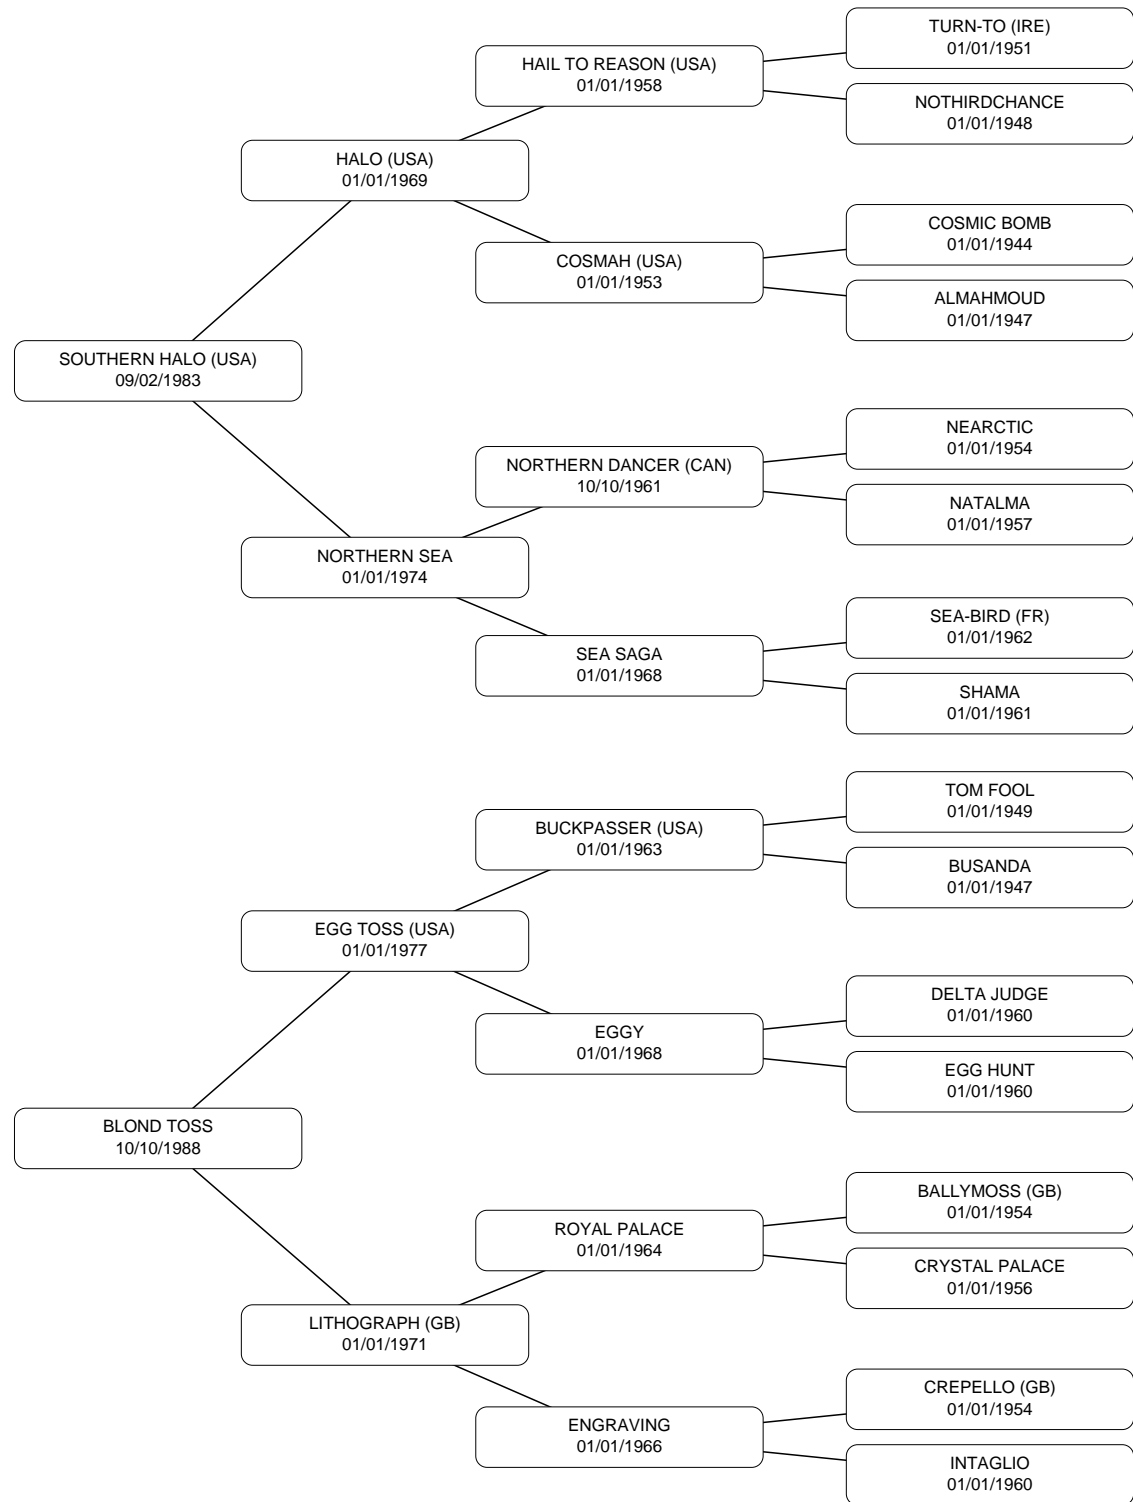 TURN-TO (IRE)
01/01/1951
HAIL TO REASON (USA)
01/01/1958
NOTHIRDCHANCE
01/01/1948
HALO (USA)
01/01/1969
COSMIC BOMB
01/01/1944
COSMAH (USA)
01/01/1953
ALMAHMOUD
01/01/1947
SOUTHERN HALO (USA)
09/02/1983
NEARCTIC
01/01/1954
NORTHERN DANCER (CAN)
10/10/1961
NATALMA
01/01/1957
NORTHERN SEA
01/01/1974
SEA-BIRD (FR)
01/01/1962
SEA SAGA
01/01/1968
SHAMA
01/01/1961
TOM FOOL
01/01/1949
BUCKPASSER (USA)
01/01/1963
BUSANDA
01/01/1947
EGG TOSS (USA)
01/01/1977
DELTA JUDGE
01/01/1960
EGGY
01/01/1968
EGG HUNT
01/01/1960
BLOND TOSS
10/10/1988
BALLYMOSS (GB)
01/01/1954
ROYAL PALACE
01/01/1964
CRYSTAL PALACE
01/01/1956
LITHOGRAPH (GB)
01/01/1971
CREPELLO (GB)
01/01/1954
ENGRAVING
01/01/1966
INTAGLIO
01/01/1960